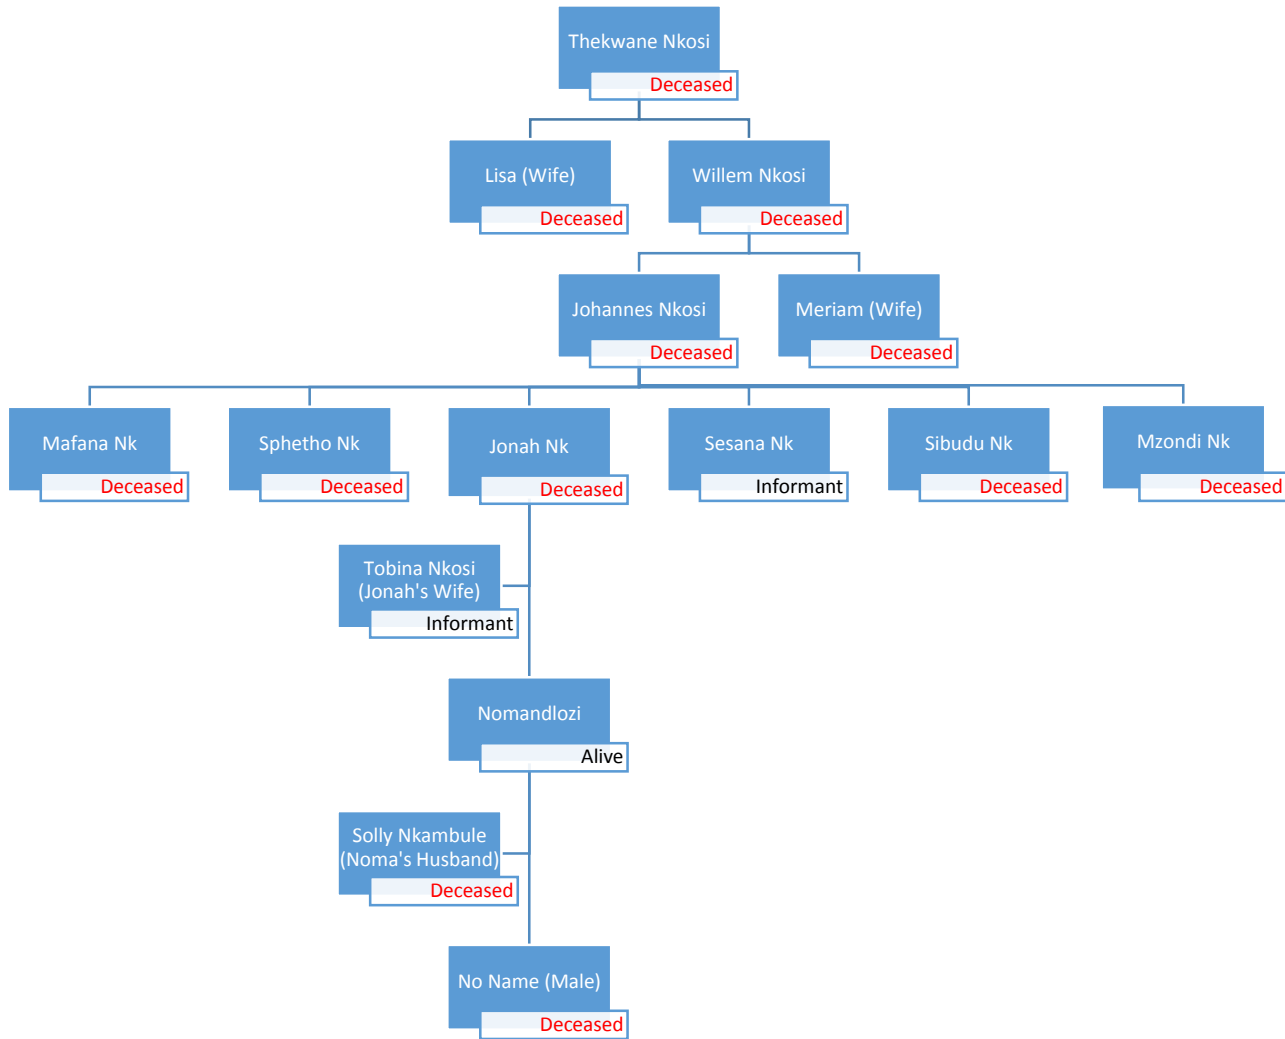 Thekwane Nkosi
Deceased
Lisa (Wife)
Deceased
Willem Nkosi
Deceased
Johannes Nkosi
Deceased
Meriam (Wife)
Deceased
Mafana Nk
Deceased
Sphetho Nk
Deceased
Jonah Nk
Deceased
Sesana Nk
Informant
Sibudu Nk
Deceased
Mzondi Nk
Deceased
Tobina Nkosi
(Jonah's Wife)
Informant
Nomandlozi
Alive
Solly Nkambule
(Noma's Husband)
Deceased
No Name (Male)
Deceased